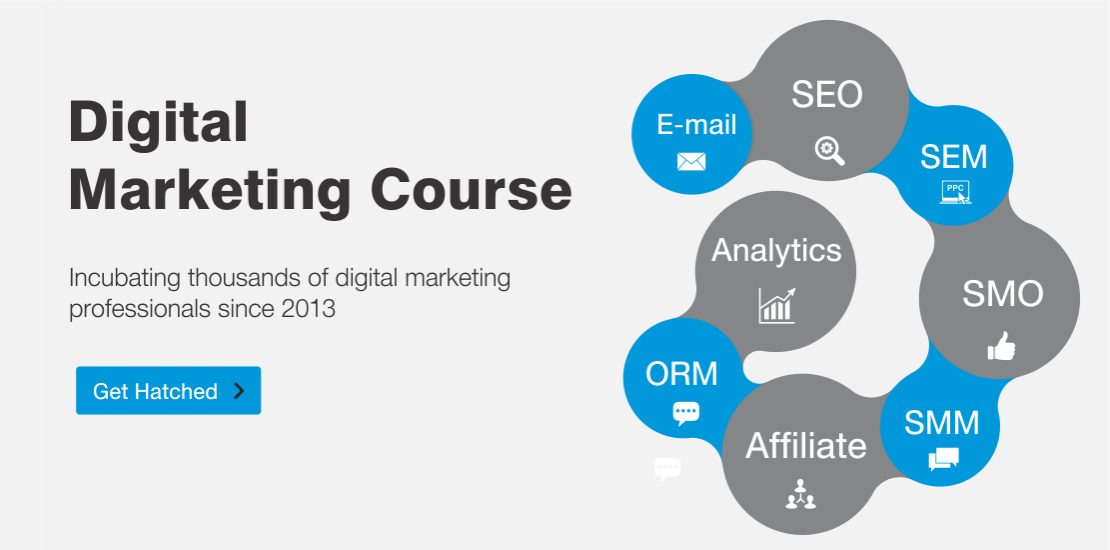 Digital
Marketing Course
Incubating thousands of digital marketing
professionals since 2013
Get Hatched
E-mail
SEO
SEM
PPC
SMO
SMM
Affiliate
ORM
Analytics